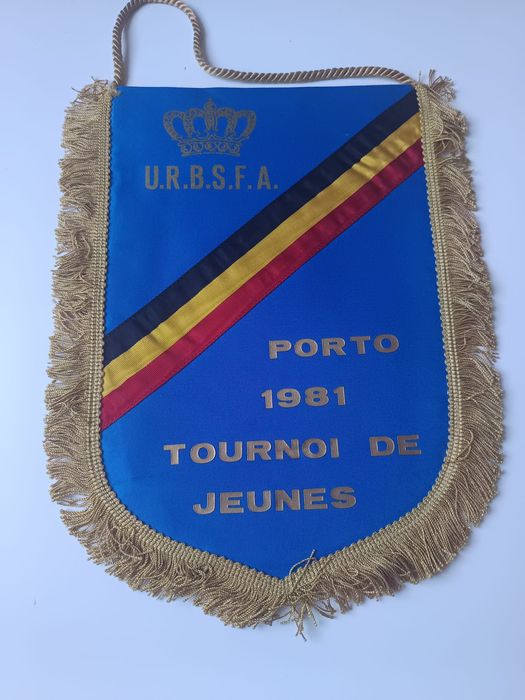 U.R.B.S.F.A.
PORTO
1981
TOURNOI DE
JEUNES